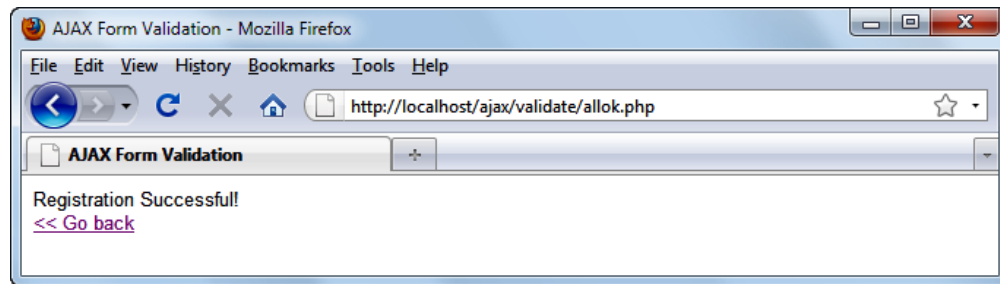 AJAX Form Validation - Mozilla Firefox
File Edit View History Bookmarks Tools Help
http://localhost/ajax/validate/allok.php
AJAX Form Validation
Registration Successful!
<< Go back